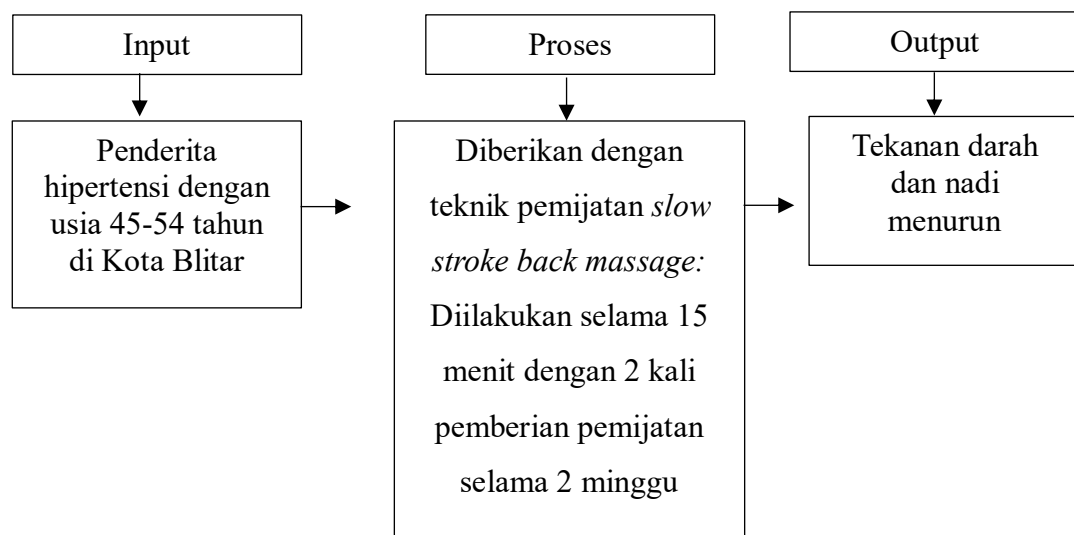 Input
Penderita
hipertensi dengan
usia 45-54 tahun
di Kota Blitar
Proses
Diberikan dengan
teknik pemijatan slow
stroke back massage:
Diilakukan selama 15
menit dengan 2 kali
pemberian pemijatan
selama 2 minggu
Output
Tekanan darah
dan nadi
menurun